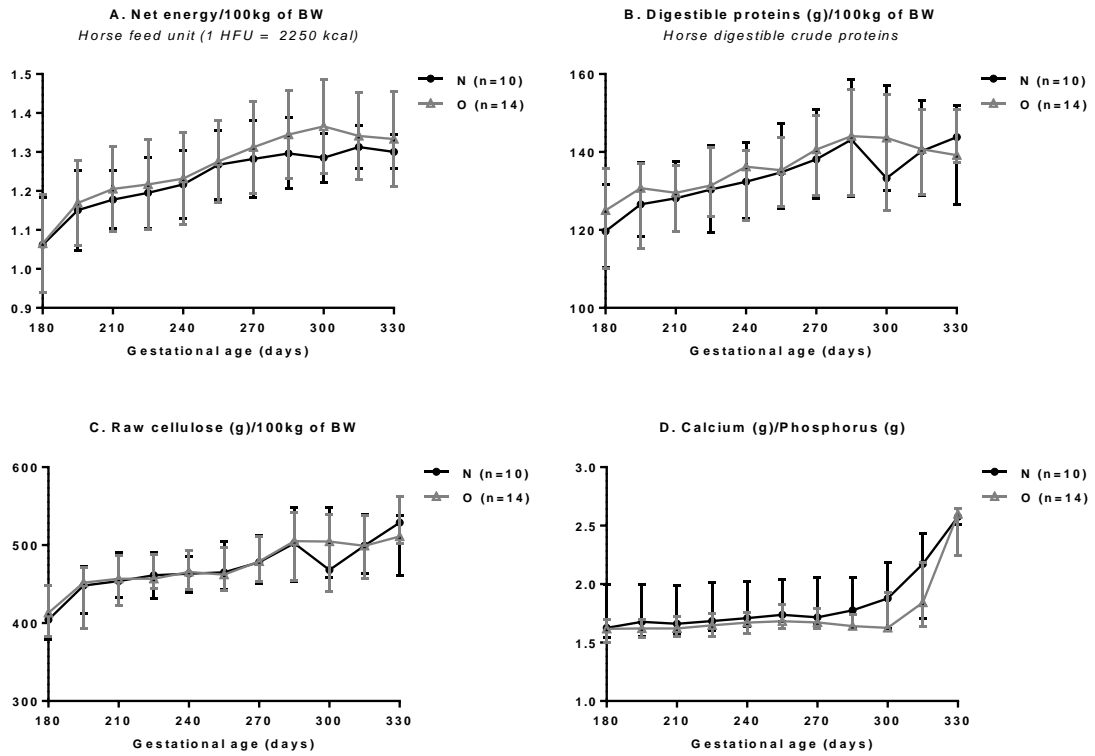 A. Net energy/100kg of BW
Horse feed unit (1 HFU = 2250 kcal)
1.5
1.4
1.3
1.2
1.1
1.0
0.9
180 210 240 270 300 330
Gestational age (days)
N (n=10)
O (n=14)
B. Digestible proteins (g)/100kg of BW
Horse digestible crude proteins
160
140
120
100
180 210 240 270 300 330
Gestational age (days)
N (n=10)
O (n=14)
C. Raw cellulose (g)/100kg of BW
600
500
400
300
180 210 240 270 300 330
Gestational age (days)
N (n=10)
O (n=14)
D. Calcium (g)/Phosphorus (g)
3.0
2.5
2.0
1.5
1.0
180 210 240 270 300 330
Gestational age (days)
N (n=10)
O (n=14)